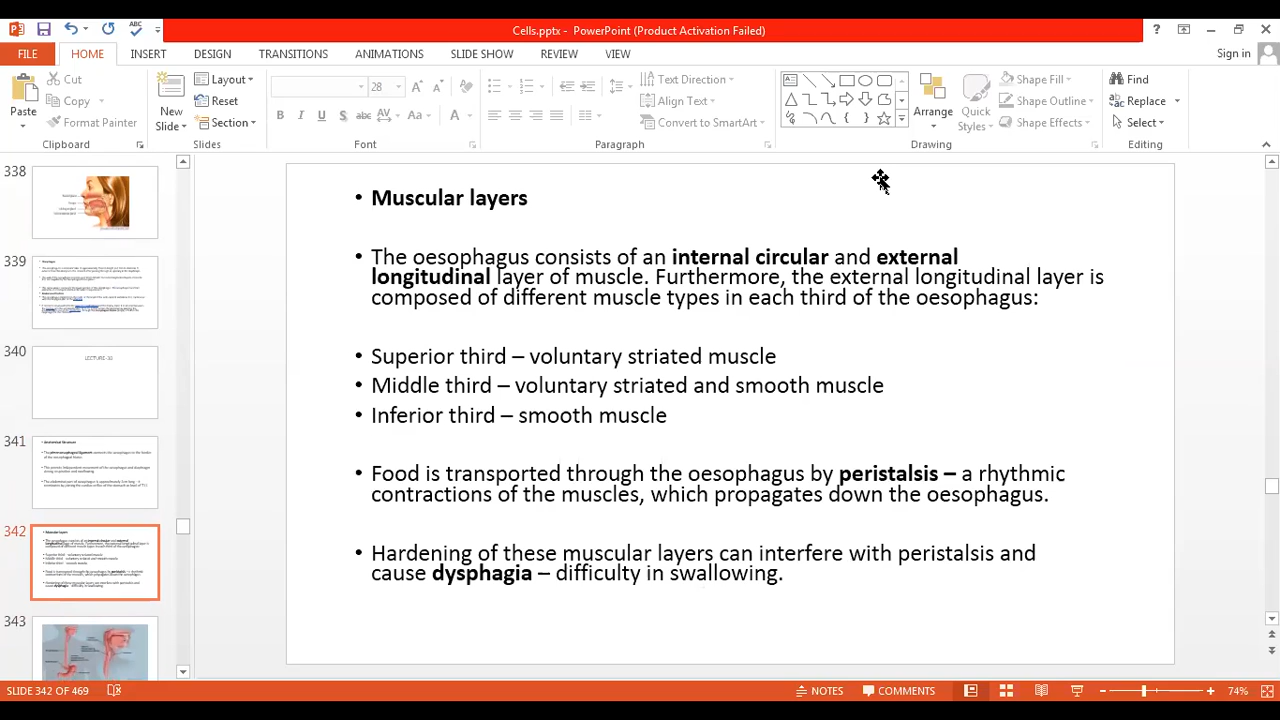 Cells.pptx - PowerPoint (Product Activation Failed)
FILE HOME INSERT DESIGN TRANSITIONS ANIMATIONS SLIDE SHOW REVIEW VIEW Sign in
Paste Cut Copy Format Painter
Clipboard
New Slide Layout Reset Section
Slides
28
Font
Text Direction Align Text Convert to SmartArt
Paragraph
Arrange Quick Styles Shape Fill Shape Outline Shape Effects
Drawing
Find Replace Select
Editing
338
339
340
LECTURE-30
341
342
343
• Muscular layers
• The oesophagus consists of an internal circular and external
longitudinal layer of muscle. Furthermore, the external longitudinal layer is
composed of different muscle types in each third of the oesophagus:
• Superior third – voluntary striated muscle
• Middle third – voluntary striated and smooth muscle
• Inferior third – smooth muscle
• Food is transported through the oesophagus by peristalsis – a rhythmic
contractions of the muscles, which propagates down the oesophagus.
• Hardening of these muscular layers can interfere with peristalsis and
cause dysphagia – difficulty in swallowing.
SLIDE 342 OF 469 NOTES COMMENTS 74%